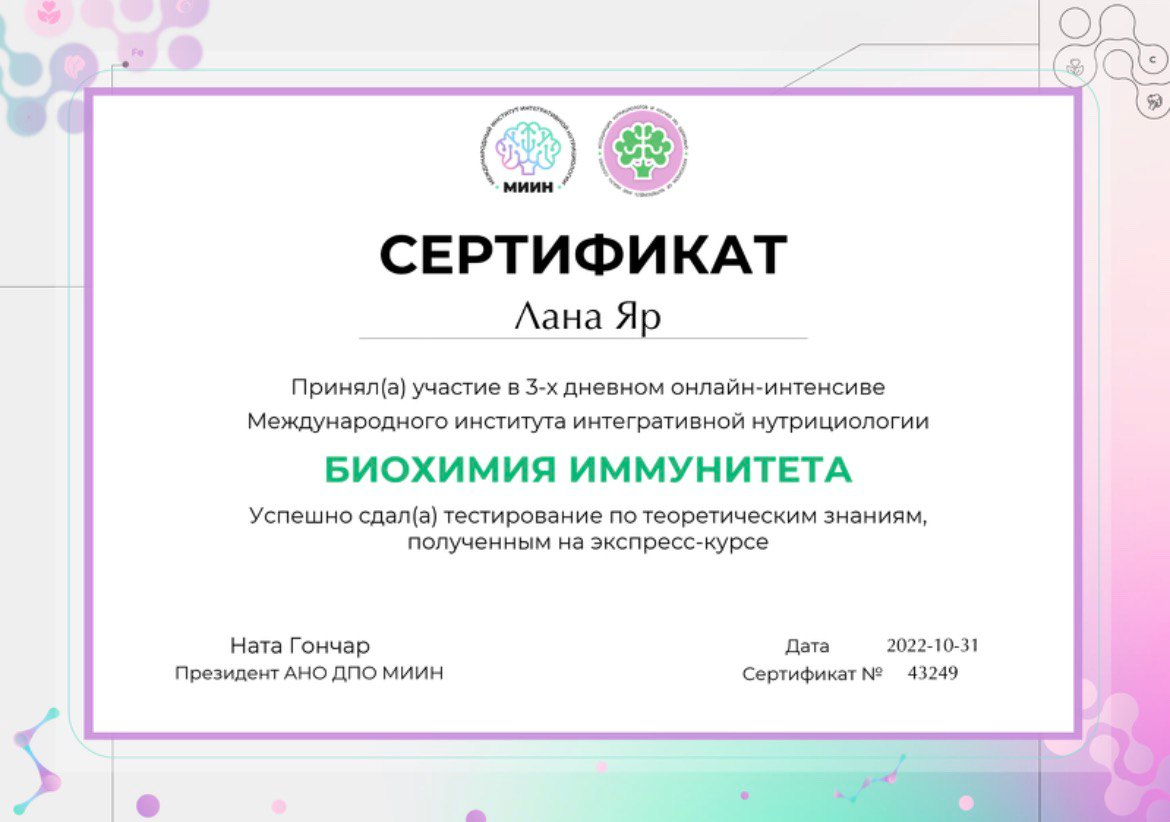 МЕЖДУНАРОДНЫЙ ИНСТИТУТ ИНТЕГРАТИВНОЙ НУТРИЦИОЛОГИИ
МИИН
СЕРТИФИКАТ
Лана Яр
Принял(а) участие в 3-х дневном онлайн-интенсиве
Международного института интегративной нутрициологии
БИОХИМИЯ ИММУНИТЕТА
Успешно сдал(а) тестирование по теоретическим знаниям,
полученным на экспресс-курсе
Ната Гончар
Президент АНО ДПО МИИН
Дата 2022-10-31
Сертификат № 43249
Fe
C